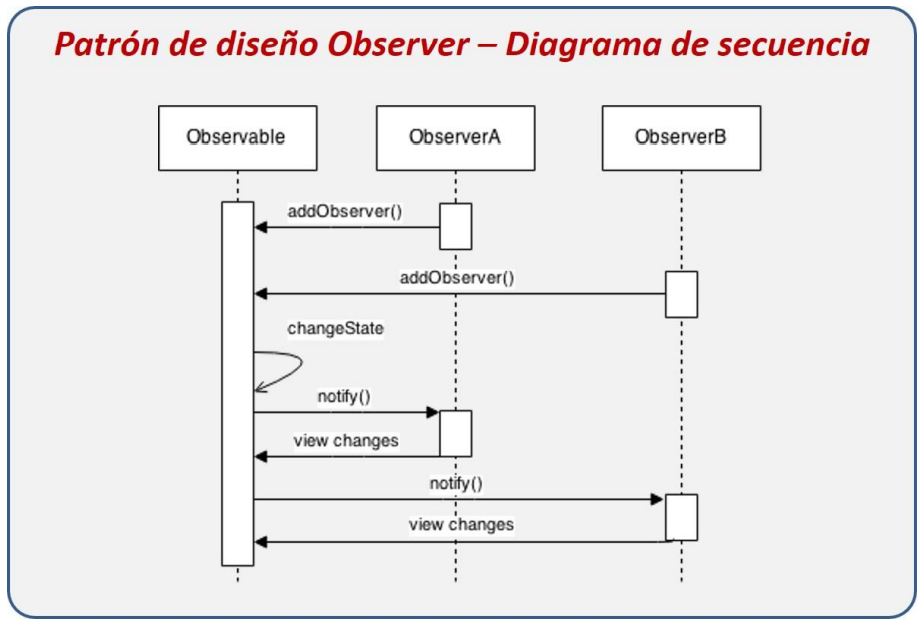 Patrón de diseño Observer – Diagrama de secuencia
Observable
ObserverA
ObserverB
addObserver()
addObserver()
changeState
notify()
view changes
notify()
view changes